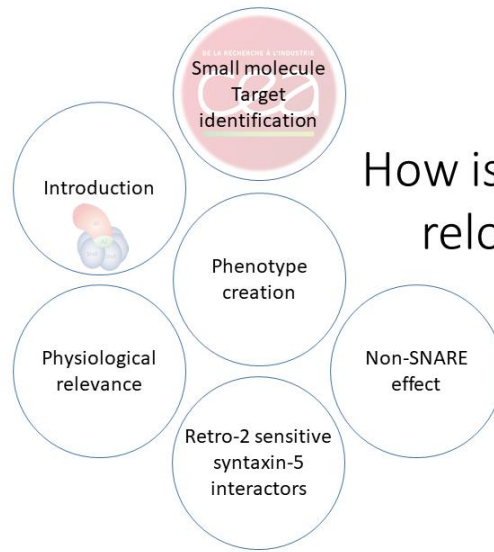 DE LA RECHERCHE À L'INDUSTRIE
cea
Small molecule
Target
identification
How is
relo
Introduction
Phenotype
creation
Physiological
relevance
Non-SNARE
effect
Retro-2 sensitive
syntaxin-5
interactors